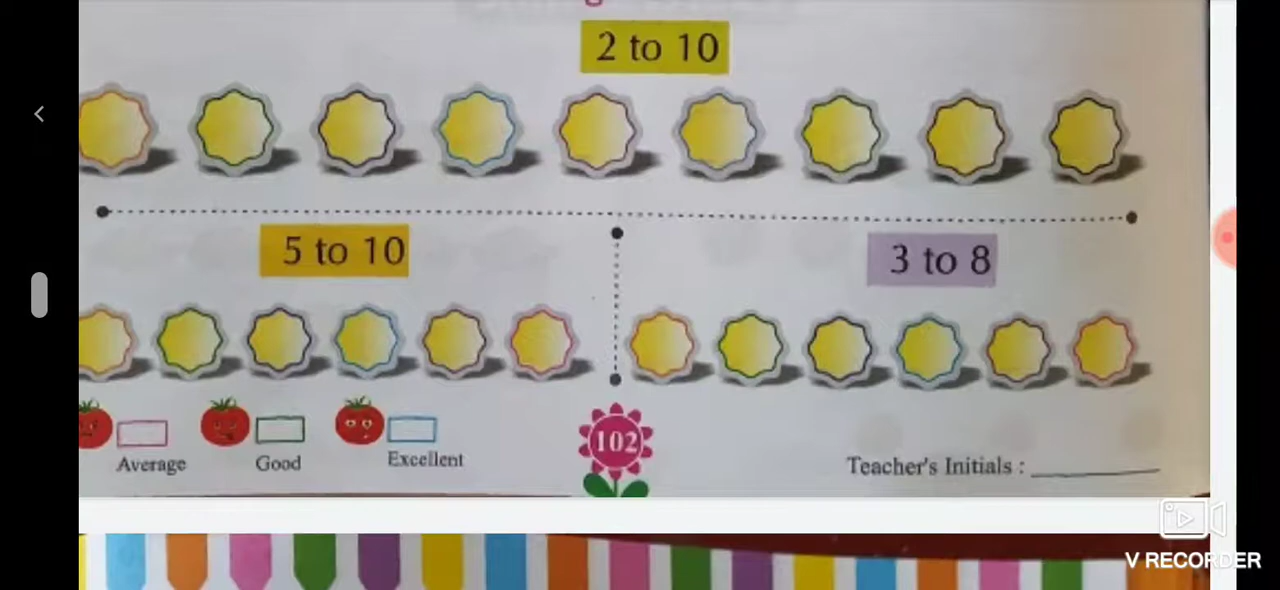 2 to 10
5 to 10
3 to 8
Average
Good
Excellent
102
Teacher's Initials :
V RECORDER